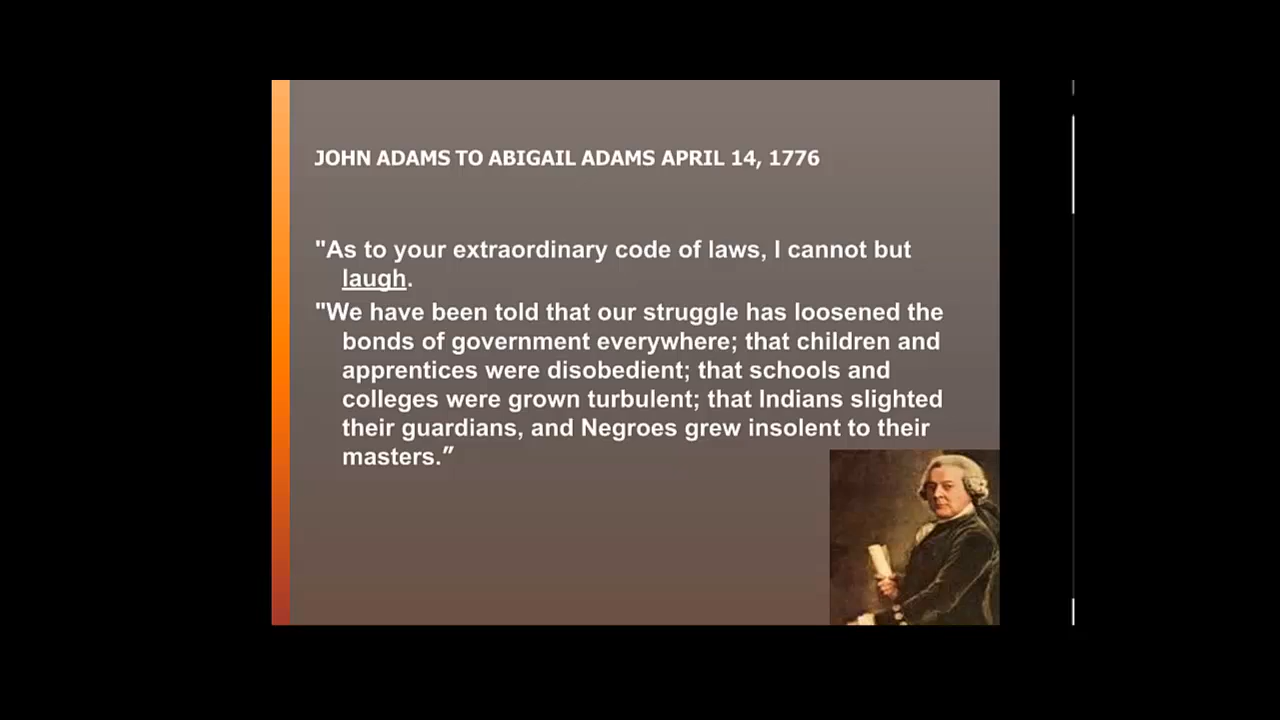 JOHN ADAMS TO ABIGAIL ADAMS APRIL 14, 1776
"As to your extraordinary code of laws, I cannot but
laugh.
"We have been told that our struggle has loosened the
bonds of government everywhere; that children and
apprentices were disobedient; that schools and
colleges were grown turbulent; that Indians slighted
their guardians, and Negroes grew insolent to their
masters.”